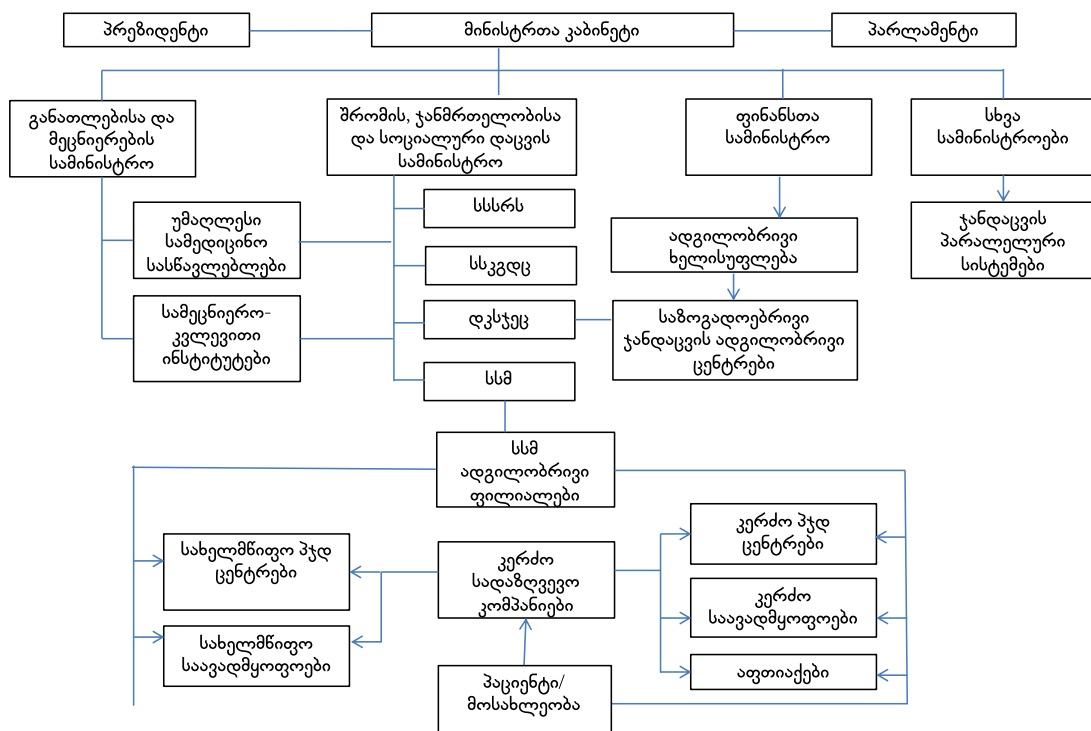 პრეზიდენტი
მინისტრთა კაბინეტი
პარლამენტი
განათლებისა და
მეცნიერების
სამინისტრო
შრომის, ჯანმრთელობისა
და სოციალური დაცვის
სამინისტრო
ფინანსთა
სამინისტრო
სხვა
სამინისტროები
უმაღლესი
სამედიცინო
სასწავლებლები
სსსრს
ადგილობრივი
ხელისუფლება
ჯანდაცვის
პარალელური
სისტემები
სსკგდც
სამეცნიერო-
კვლევითი
ინსტიტუტები
დკსჯეც
საზოგადოებრივი
ჯანდაცვის ადგილობრივი
ცენტრები
სსმ
სსმ
ადგილობრივი
ფილიალები
სახელმწიფო პჯდ
ცენტრები
კერძო
სადაზღვევო
კომპანიები
კერძო პჯდ
ცენტრები
კერძო
საავადმყოფოები
სახელმწიფო
საავადმყოფოები
აფთიაქები
პაციენტი/
მოსახლეობა